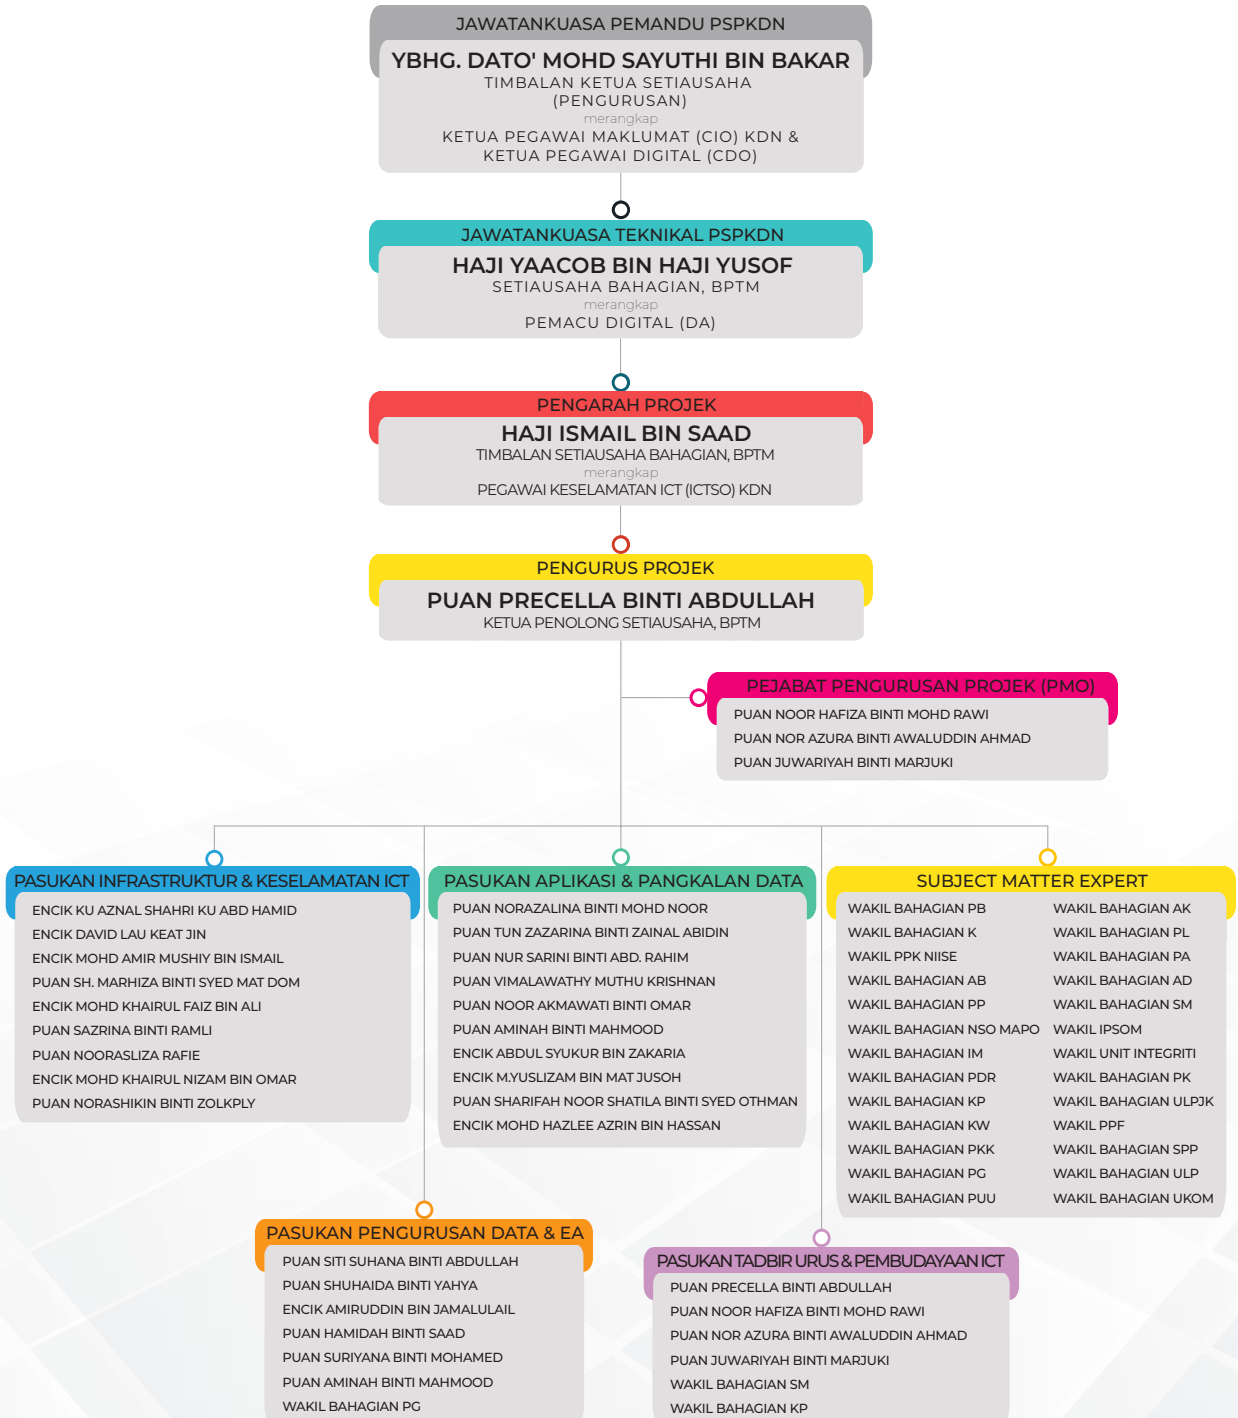 JAWATANKUASA PEMANDU PSPKDN
YBHG. DATO' MOHD SAYUTHI BIN BAKAR
TIMBALAN KETUA SETIAUSAHA
(PENGURUSAN)
merangkap
KETUA PEGAWAI MAKLUMAT (CIO) KDN &
KETUA PEGAWAI DIGITAL (CDO)
JAWATANKUASA TEKNIKAL PSPKDN
HAJI YAACOB BIN HAJI YUSOF
SETIAUSAHA BAHAGIAN, BPTM
merangkap
PEMACU DIGITAL (DA)
PENGARAH PROJEK
HAJI ISMAIL BIN SAAD
TIMBALAN SETIAUSAHA BAHAGIAN, BPTM
merangkap
PEGAWAI KESELAMATAN ICT (ICTSO) KDN
PENGURUS PROJEK
PUAN PRECELLA BINTI ABDULLAH
KETUA PENOLONG SETIAUSAHA, BPTM
PEJABAT PENGURUSAN PROJEK (PMO)
PUAN NOOR HAFIZA BINTI MOHD RAWI
PUAN NOR AZURA BINTI AWALUDDIN AHMAD
PUAN JUWARIYAH BINTI MARJUKI
PASUKAN INFRASTRUKTUR & KESELAMATAN ICT
ENCIK KU AZNAL SHAHRI KU ABD HAMID
ENCIK DAVID LAU KEAT JIN
ENCIK MOHD AMIR MUSHIY BIN ISMAIL
PUAN SH. MARHIZA BINTI SYED MAT DOM
ENCIK MOHD KHAIRUL FAIZ BIN ALI
PUAN SAZRINA BINTI RAMLI
PUAN NOORASLIZA RAFIE
ENCIK MOHD KHAIRUL NIZAM BIN OMAR
PUAN NORASHIKIN BINTI ZOLKPLY
PASUKAN APLIKASI & PANGKALAN DATA
PUAN NORAZALINA BINTI MOHD NOOR
PUAN TUN ZAZARINA BINTI ZAINAL ABIDIN
PUAN NUR SARINI BINTI ABD. RAHIM
PUAN VIMALAWATHY MUTHU KRISHNAN
PUAN NOOR AKMAWATI BINTI OMAR
PUAN AMINAH BINTI MAHMOOD
ENCIK ABDUL SYUKUR BIN ZAKARIA
ENCIK M.YUSLIZAM BIN MAT JUSOH
PUAN SHARIFAH NOOR SHATILA BINTI SYED OTHMAN
ENCIK MOHD HAZLEE AZRIN BIN HASSAN
SUBJECT MATTER EXPERT
WAKIL BAHAGIAN PB
WAKIL BAHAGIAN K
WAKIL PPK NIISE
WAKIL BAHAGIAN AB
WAKIL BAHAGIAN PP
WAKIL BAHAGIAN NSO MAPO
WAKIL BAHAGIAN IM
WAKIL BAHAGIAN PDR
WAKIL BAHAGIAN KP
WAKIL BAHAGIAN KW
WAKIL BAHAGIAN PKK
WAKIL BAHAGIAN PG
WAKIL BAHAGIAN PUU
WAKIL BAHAGIAN AK
WAKIL BAHAGIAN PL
WAKIL BAHAGIAN PA
WAKIL BAHAGIAN AD
WAKIL BAHAGIAN SM
WAKIL IPSOM
WAKIL UNIT INTEGRITI
WAKIL BAHAGIAN PK
WAKIL BAHAGIAN ULPJK
WAKIL PPF
WAKIL BAHAGIAN SPP
WAKIL BAHAGIAN ULP
WAKIL BAHAGIAN UKOM
PASUKAN PENGURUSAN DATA & EA
PUAN SITI SUHANA BINTI ABDULLAH
PUAN SHUHAIDA BINTI YAHYA
ENCIK AMIRUDDIN BIN JAMALULAIL
PUAN HAMIDAH BINTI SAAD
PUAN SURIYANA BINTI MOHAMED
PUAN AMINAH BINTI MAHMOOD
WAKIL BAHAGIAN PG
PASUKAN TADBIR URUS & PEMBUDAYAAN ICT
PUAN PRECELLA BINTI ABDULLAH
PUAN NOOR HAFIZA BINTI MOHD RAWI
PUAN NOR AZURA BINTI AWALUDDIN AHMAD
PUAN JUWARIYAH BINTI MARJUKI
WAKIL BAHAGIAN SM
WAKIL BAHAGIAN KP